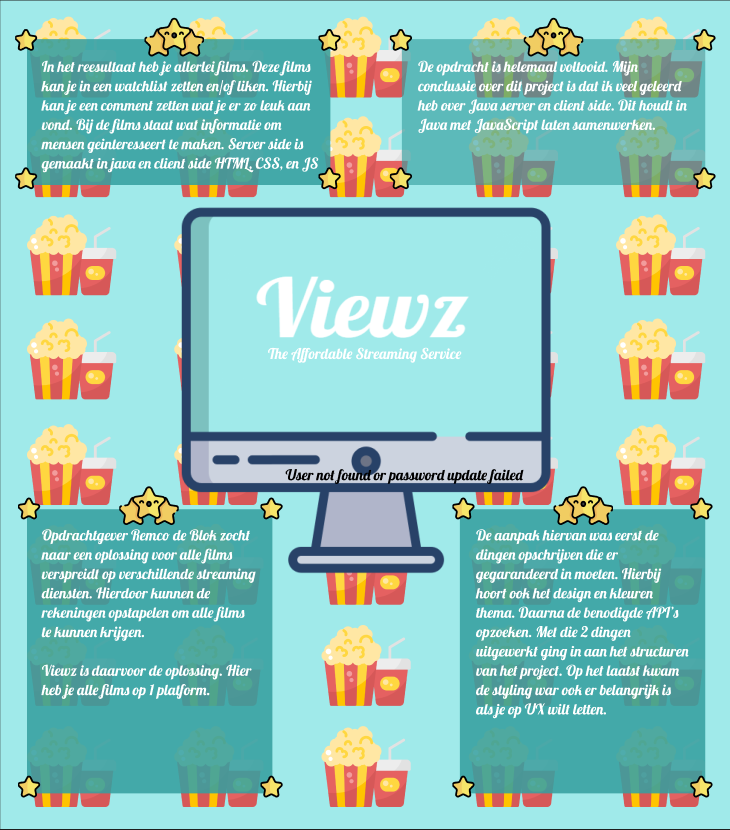 In het reesultaat heb je allerlei films. Deze films
kan je in een watchlist zetten en/of liken. Hierbij
kan je een comment zetten wat je er zo leuk aan
vond. Bij de films staat wat informatie om
mensen geinteresseert te maken. Server side is
gemaakt in java en client side HTML, CSS, en JS
De opdracht is helemaal voltooid. Mijn
conclussie over dit project is dat ik veel geleerd
heb over Java server en client side. Dit houdt in
Java met JavaScript laten samenwerken.
Viewz
The Affordable Streaming Service
User not found or password update failed
Opdrachtgever Remco de Blok zocht
naar een oplossing voor alle films
verspreidt op verschillende streaming
diensten. Hierdoor kunnen de
rekeningen opstapelen om alle films
te kunnen krijgen.
Viewz is daarvoor de oplossing. Hier
heb je alle films op 1 platform.
De aanpak hiervan was eerst de
dingen opschrijven die er
gegarandeerd in moeten. Hierbij
hoort ook het design en kleuren
thema. Daarna de benodigde API's
opzoeken. Met die 2 dingen
uitgewerkt ging in aan het structuren
van het project. Op het laatst kwam
de styling war ook er belangrijk is
als je op UX wilt letten.